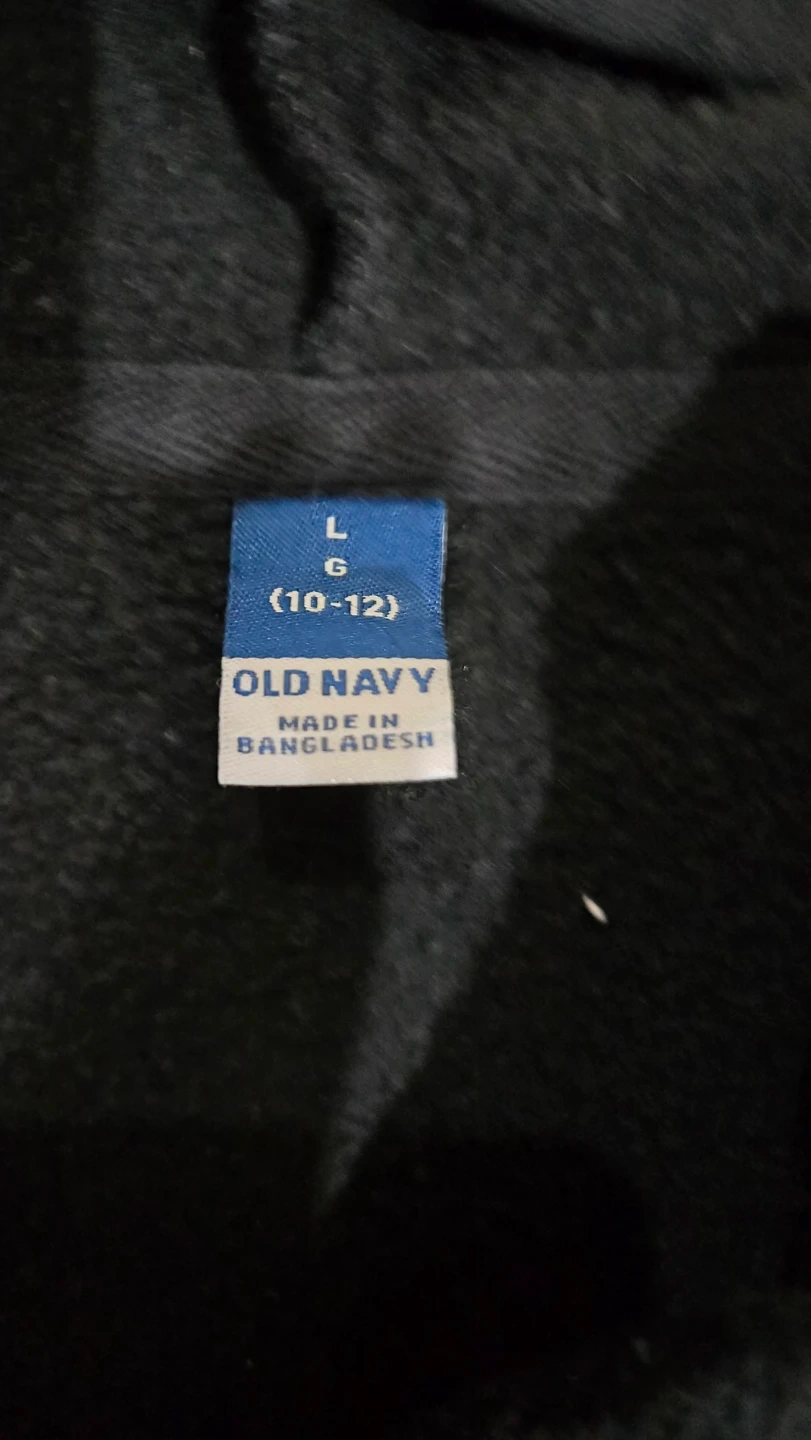 L
G
(10-12)
OLD NAVY
MADE IN
BANGLADESH